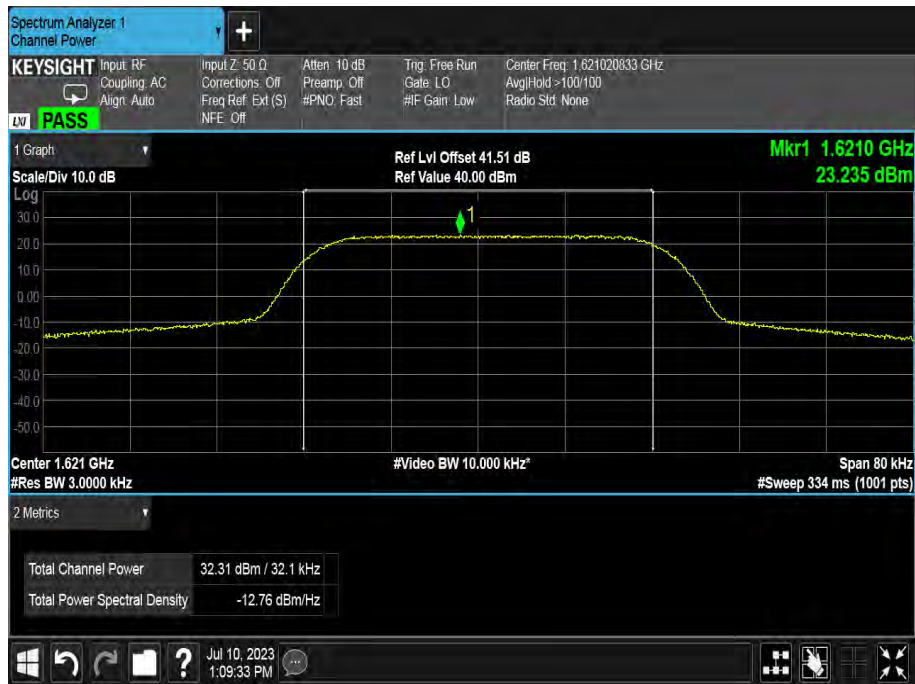 Spectrum Analyzer 1
Channel Power
KEYSIGHT Input: RF
Coupling: AC
Align: Auto
Input Z: 50 Ω
Corrections: Off
Freq Ref: Ext (S)
NFE: Off
Atten: 10 dB
Preamp: Off
#PNO: Fast
Trig: Free Run
Gate: LO
#IF Gain: Low
Center Freq: 1.621020833 GHz
Avg|Hold >100/100
Radio Std: None
LXI PASS
1 Graph
Scale/Div 10.0 dB
Ref Lvl Offset 41.51 dB
Ref Value 40.00 dBm
Mkr1 1.6210 GHz
23.235 dBm
Log
30.0
20.0
10.0
0.00
-10.0
-20.0
-30.0
-40.0
-50.0
1
Center 1.621 GHz
#Res BW 3.0000 kHz
#Video BW 10.000 kHz*
Span 80 kHz
#Sweep 334 ms (1001 pts)
2 Metrics
Total Channel Power 32.31 dBm / 32.1 kHz
Total Power Spectral Density -12.76 dBm/Hz
Jul 10, 2023
1:09:33 PM